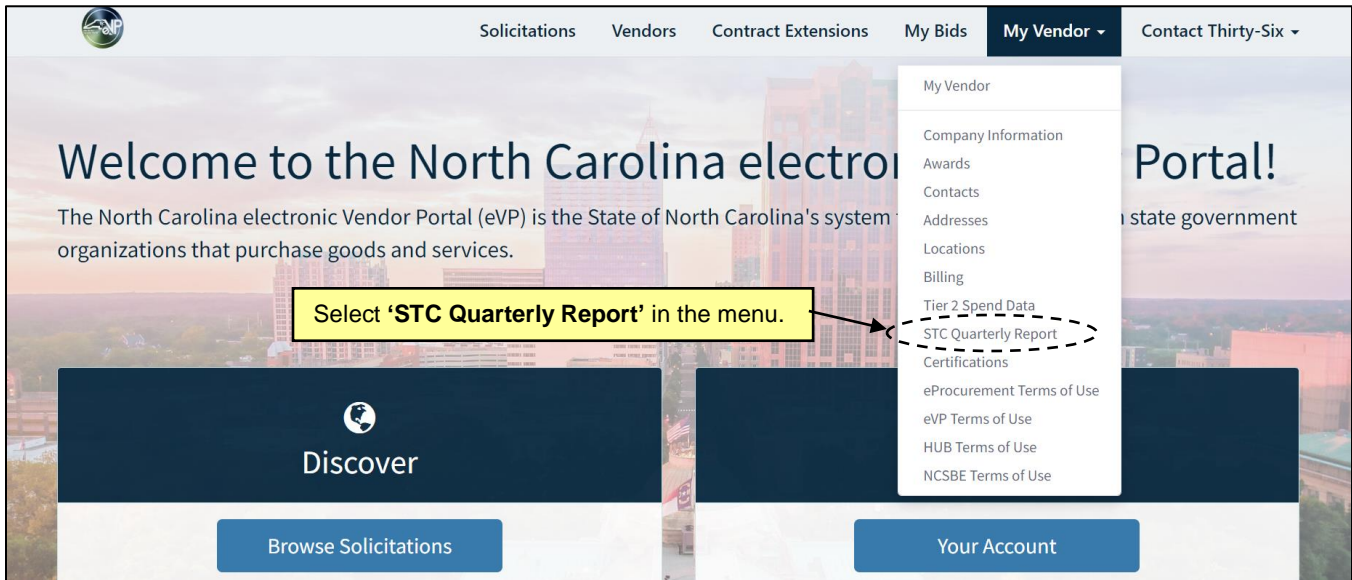 eVP
Solicitations Vendors Contract Extensions My Bids My Vendor Contact Thirty-Six
My Vendor
Company Information
Awards
Contacts
Addresses
Locations
Billing
Tier 2 Spend Data
STC Quarterly Report
Certifications
eProcurement Terms of Use
eVP Terms of Use
HUB Terms of Use
NCSBE Terms of Use
Welcome to the North Carolina electro Portal!
The North Carolina electronic Vendor Portal (eVP) is the State of North Carolina's system state government
organizations that purchase goods and services.
Select 'STC Quarterly Report' in the menu.
Discover
Browse Solicitations
Your Account